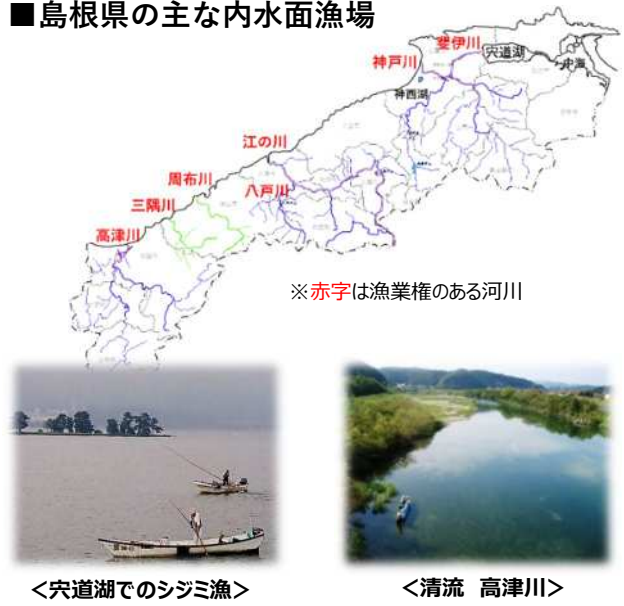 ■島根県の主な内水面漁場
斐伊川
宍道湖
神戸川
中海
神西湖
江の川
周布川
八戸川
三隅川
高津川
※赤字は漁業権のある河川
<宍道湖でのシジミ漁>
<清流 高津川>